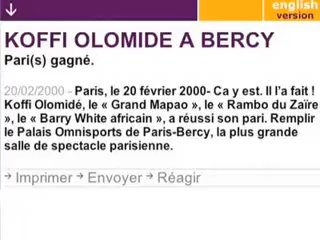 english
version
KOFFI OLOMIDE A BERCY
Pari(s) gagné.
20/02/2000 - Paris, le 20 février 2000- Ca y est. Il l'a fait !
Koffi Olomidé, le « Grand Mapao », le « Rambo du Zaïre
», le « Barry White africain », a réussi son pari. Remplir
le Palais Omnisports de Paris-Bercy, la plus grande
salle de spectacle parisienne.
Imprimer Envoyer Réagir